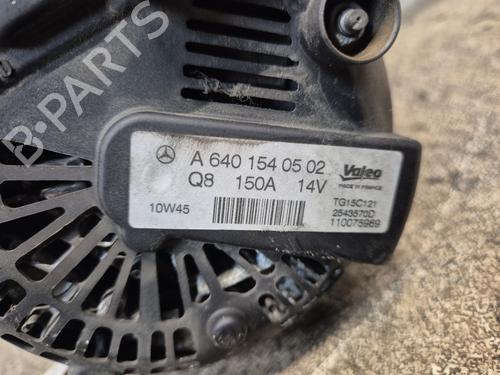 B-PARTS
A 640 154 05 02
Q8 150A 14V
10W45
Valeo
MADE IN FRANCE
TG15C121
2543570D
110075989